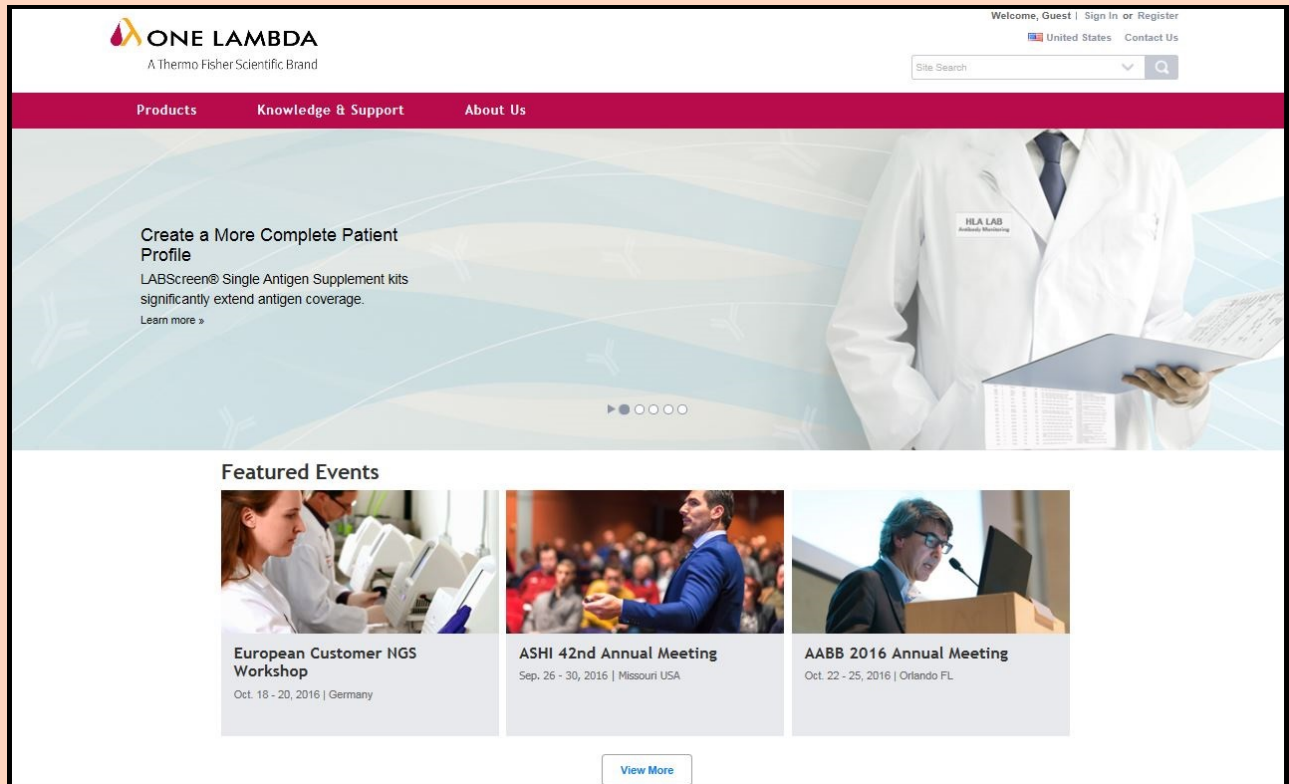 Welcome, Guest | Sign In or Register
ONE LAMBDA
A Thermo Fisher Scientific Brand
United States Contact Us
Site Search
Products Knowledge & Support About Us
HLA LAB
Antibody Monitoring
Create a More Complete Patient
Profile
LABScreen® Single Antigen Supplement kits
significantly extend antigen coverage.
Learn more »
Featured Events
European Customer NGS
Workshop
Oct. 18 - 20, 2016 | Germany
ASHI 42nd Annual Meeting
Sep. 26 - 30, 2016 | Missouri USA
AABB 2016 Annual Meeting
Oct. 22 - 25, 2016 | Orlando FL
View More